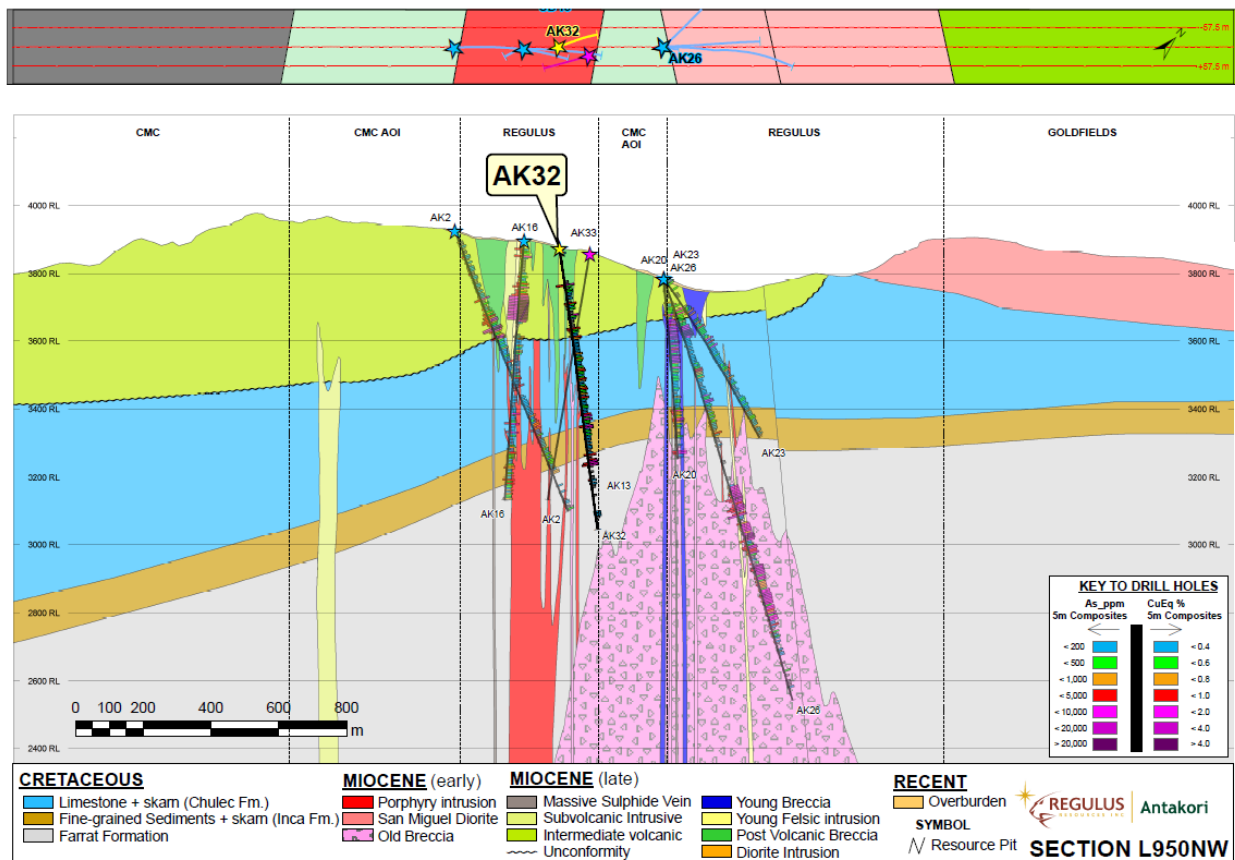 -57.5 m
AK32
AK26
+57.5 m
N
CMC
CMC AOI
REGULUS
CMC
AOI
REGULUS
GOLDFIELDS
AK32
4000 RL
4000 RL
AK2
AK16
AK33
AK23
AK20
AK26
3800 RL
3800 RL
3600 RL
3600 RL
3400 RL
3400 RL
AK23
AK20
3200 RL
3200 RL
AK13
AK16
AK2
AK32
3000 RL
3000 RL
2800 RL
2600 RL
AK26
2400 RL
0 100 200 400 600 800
m
KEY TO DRILL HOLES
As_ppm CuEq %
5m Composites 5m Composites
< 200 < 0.4
< 500 < 0.6
< 1,000 < 0.8
< 5,000 < 1.0
< 10,000 < 2.0
< 20,000 < 4.0
> 20,000 > 4.0
CRETACEOUS
Limestone + skarn (Chulec Fm.)
Fine-grained Sediments + skarn (Inca Fm.)
Farrat Formation
MIOCENE (early)
Porphyry intrusion
San Miguel Diorite
Old Breccia
MIOCENE (late)
Massive Sulphide Vein
Subvolcanic Intrusive
Intermediate volcanic
Unconformity
Young Breccia
Young Felsic intrusion
Post Volcanic Breccia
Diorite Intrusion
RECENT
Overburden
SYMBOL
Resource Pit
REGULUS
RESOURCES INC.
Antakori
SECTION L950NW